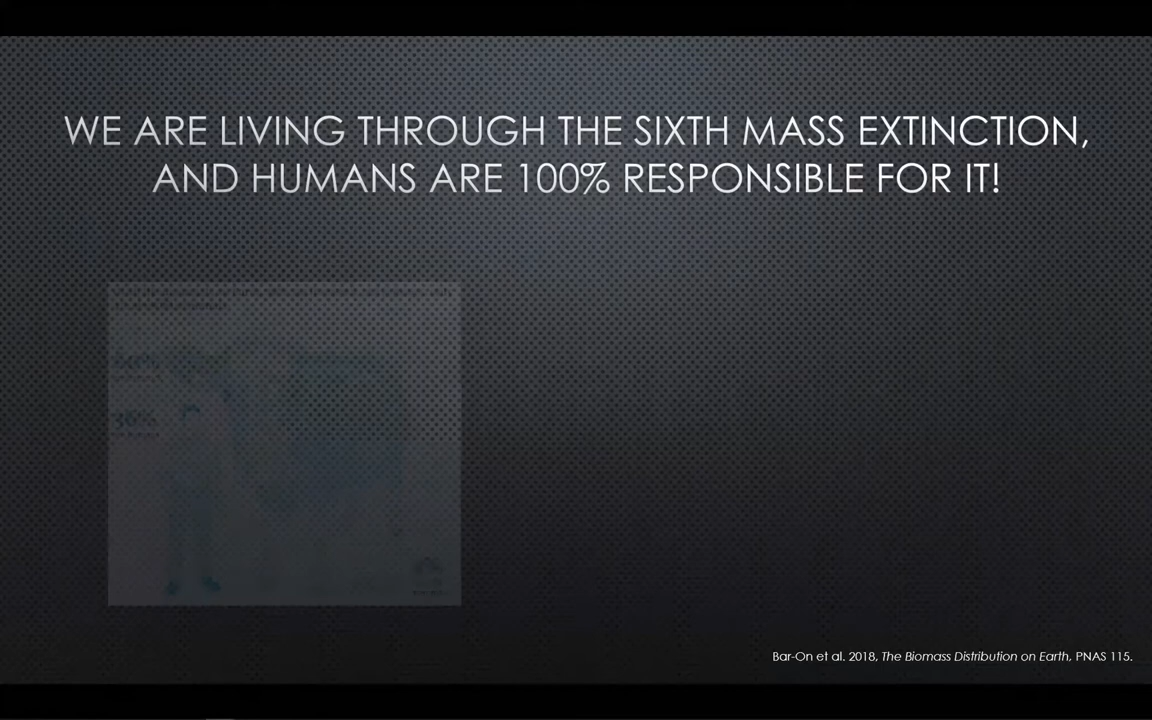 WE ARE LIVING THROUGH THE SIXTH MASS EXTINCTION,
AND HUMANS ARE 100% RESPONSIBLE FOR IT!
Bar-On et al. 2018, The Biomass Distribution on Earth, PNAS 115.